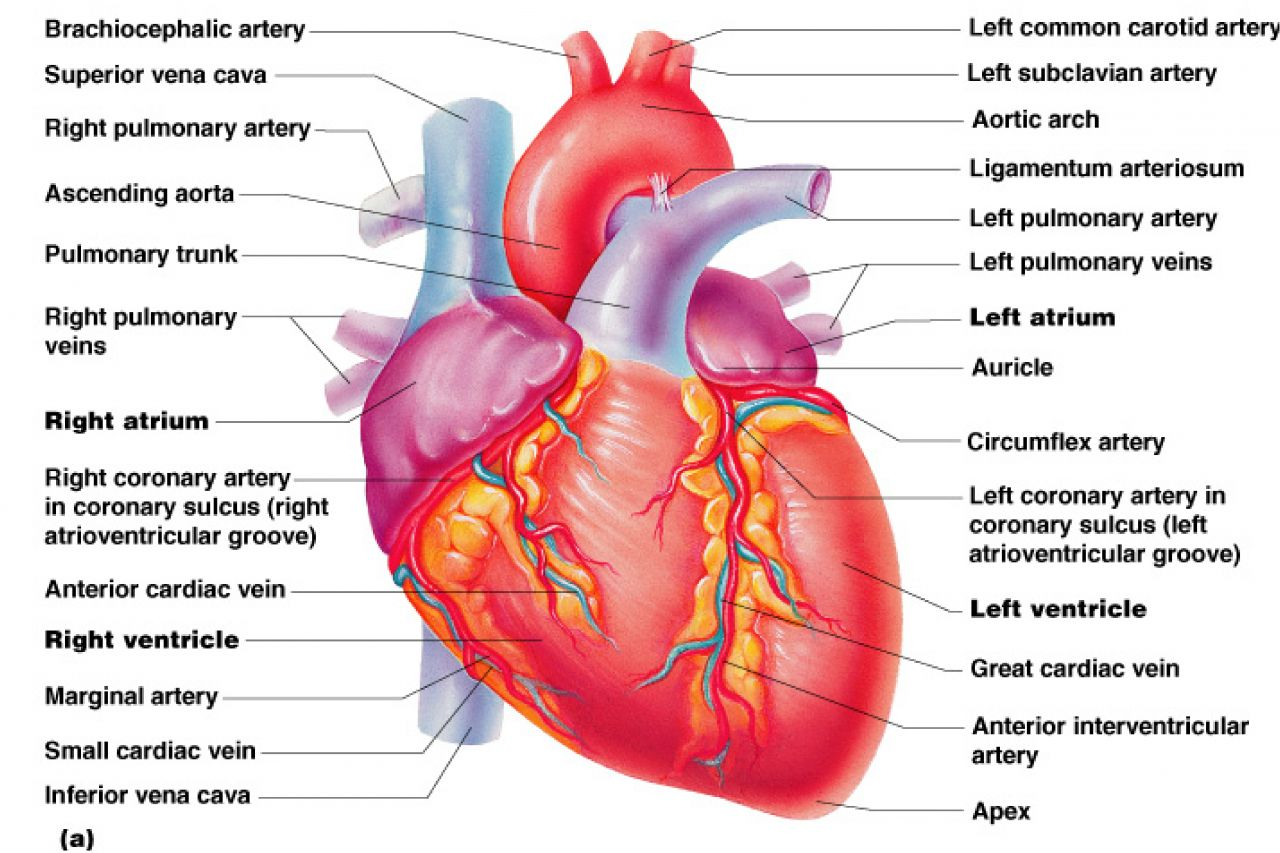 Brachiocephalic artery
Superior vena cava
Right pulmonary artery
Ascending aorta
Pulmonary trunk
Right pulmonary
veins
Right atrium
Right coronary artery
in coronary sulcus (right
atrioventricular groove)
Anterior cardiac vein
Right ventricle
Marginal artery
Small cardiac vein
Inferior vena cava
(a)
Left common carotid artery
Left subclavian artery
Aortic arch
Ligamentum arteriosum
Left pulmonary artery
Left pulmonary veins
Left atrium
Auricle
Circumflex artery
Left coronary artery in
coronary sulcus (left
atrioventricular groove)
Left ventricle
Great cardiac vein
Anterior interventricular
artery
Apex